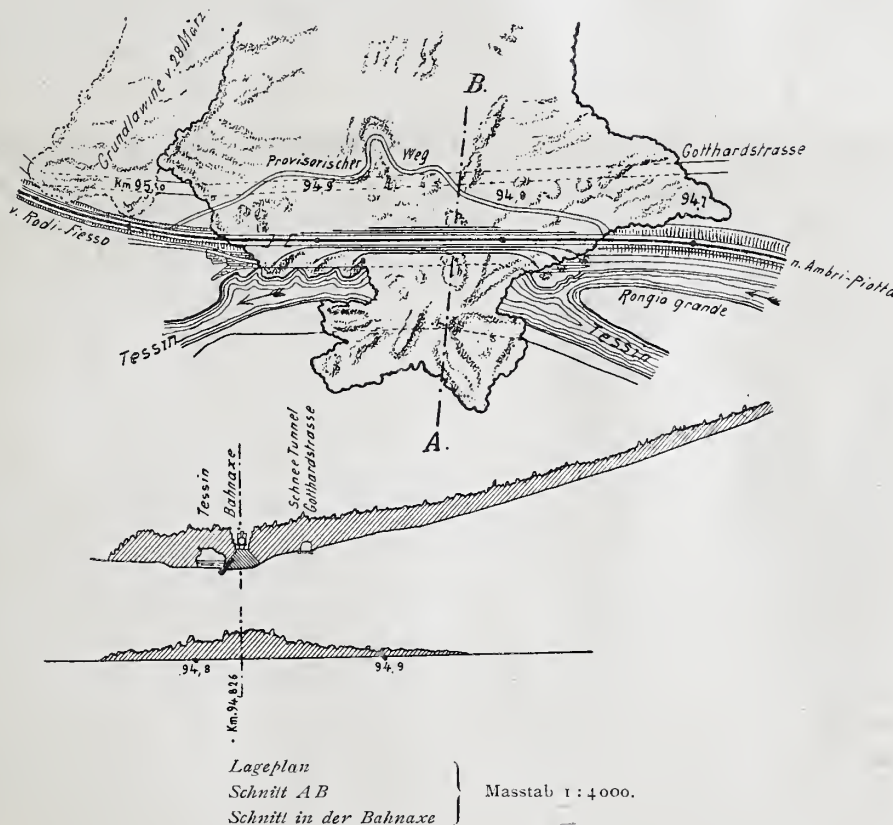 Grundlawine v. 28 März.
B.
Gotthardstrasse
Provisorischer Weg
Km 95,0
94,9
94,8
94,7
v. Rodi-Fiesso
n. Ambri-Piotta
Rongio grande
Tessin
Tessin
A.
Tessin
Bahnaxe
Schnee Tunnel
Gotthardstrasse
94,8
94,9
Km. 94,826
Lageplan
Schnitt AB
Schnitt in der Bahnaxe
Masstab 1 : 4000.